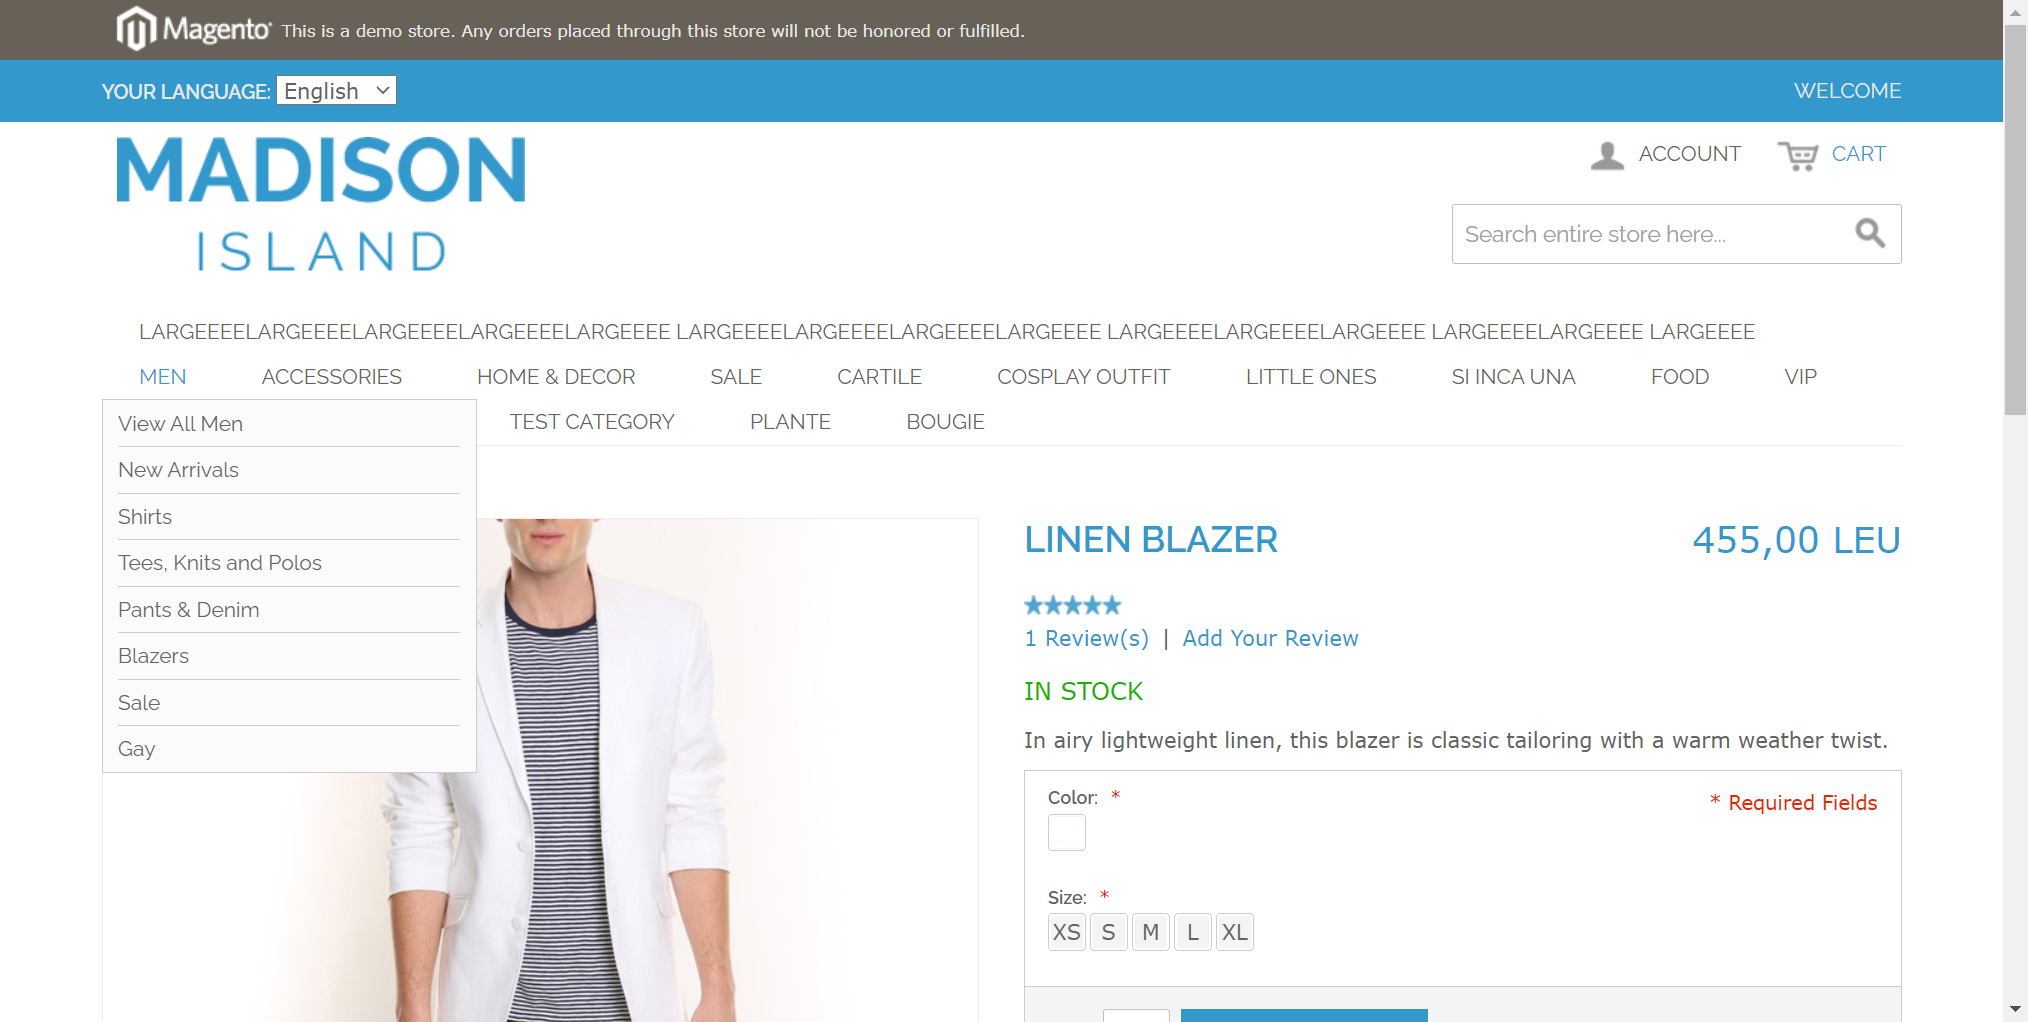 Magento® This is a demo store. Any orders placed through this store will not be honored or fulfilled.
YOUR LANGUAGE: English WELCOME
MADISON
ISLAND
ACCOUNT CART
Search entire store here...
LARGEEEELARGEEEELARGEEEELARGEEEELARGEEEE LARGEEEELARGEEEELARGEEEELARGEEEE LARGEEEELARGEEEELARGEEEE LARGEEEELARGEEEE LARGEEEE
MEN ACCESSORIES HOME & DECOR SALE CARTILE COSPLAY OUTFIT LITTLE ONES SI INCA UNA FOOD VIP
TEST CATEGORY PLANTE BOUGIE
View All Men
New Arrivals
Shirts
Tees, Knits and Polos
Pants & Denim
Blazers
Sale
Gay
LINEN BLAZER 455,00 LEU
1 Review(s) | Add Your Review
IN STOCK
In airy lightweight linen, this blazer is classic tailoring with a warm weather twist.
Color: *
* Required Fields
Size: *
XS S M L XL